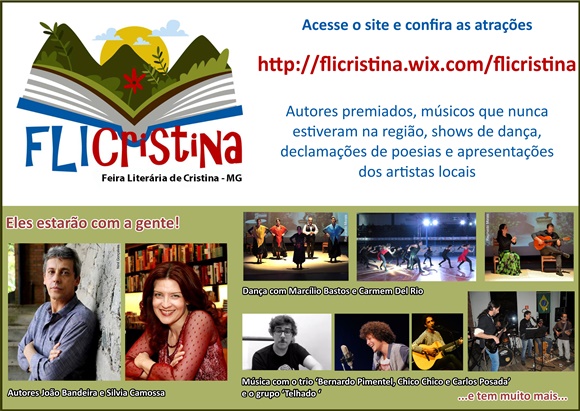 Acesse o site e confira as atrações
http://flicristina.wix.com/flicristina
Autores premiados, músicos que nunca
estiveram na região, shows de dança,
declamações de poesias e apresentações
dos artistas locais
FLICRISTINA
Feira Literária de Cristina - MG
Eles estarão com a gente!
Autores João Bandeira e Silvia Camossa
Dança com Marcílio Bastos e Carmem Del Rio
Música com o trio 'Bernardo Pimentel, Chico Chico e Carlos Posada'
e o grupo 'Telhado '
...e tem muito mais...